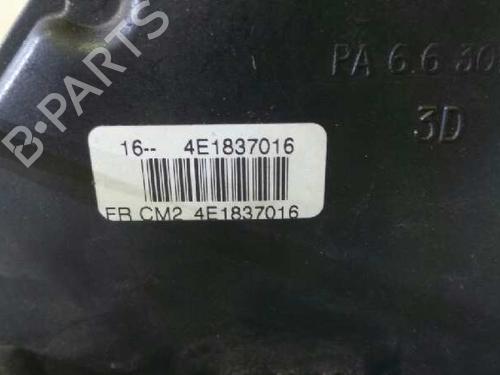 B-PARTS
PA 6.6 30
3D
16-- 4E1837016
FR CM2 4E1837016